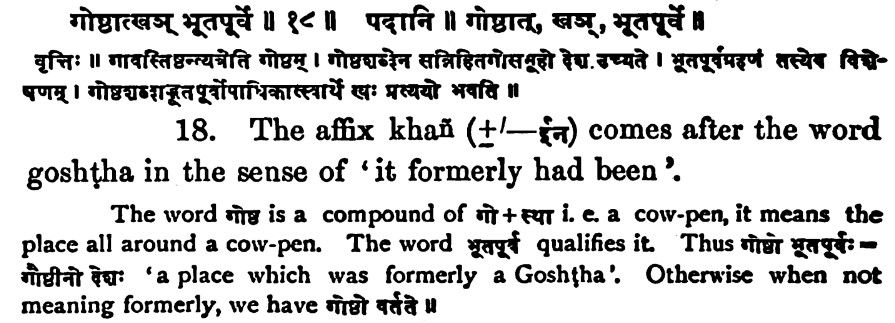 गोष्ठात्खञ् भूतपूर्वे ॥ १८ ॥ पदानि ॥ गोष्ठात्, खञ्, भूतपूर्वे ॥
वृत्तिः ॥ गावस्तिष्ठन्त्यत्रेति गोष्ठम् । गोष्ठशब्देन सन्निहितगोसमूहो देश उच्यते । भूतपूर्वग्रहणं तस्यैव विशे-
षणम् । गोष्ठशब्दाद्भूतपूर्वोपाधिकास्स्वार्थे खञ् प्रत्ययो भवति ॥
18. The affix khañ (±/—ईन) comes after the word
goshṭha in the sense of ‘it formerly had been’.
The word गोष्ठ is a compound of गो+स्था i. e. a cow-pen, it means the
place all around a cow-pen. The word भूतपूर्व qualifies it. Thus गोष्ठो भूतपूर्वः=
गौष्ठीनो देशः ‘a place which was formerly a Goshṭha’. Otherwise when not
meaning formerly, we have गोष्ठो वर्तते ॥